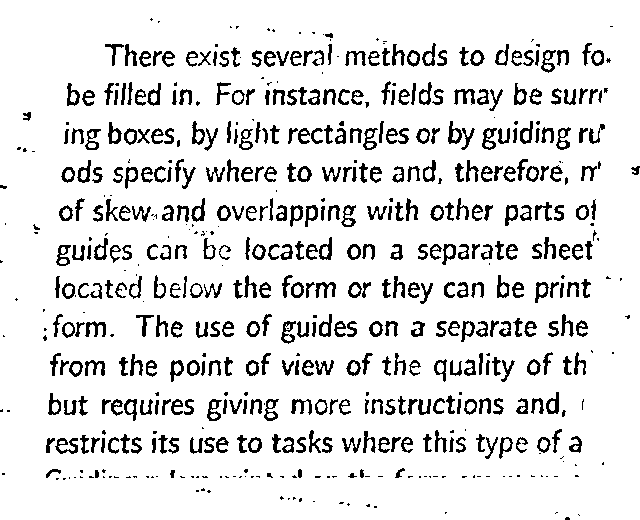 There exist several methods to design fo
be filled in. For instance, fields may be surr
ing boxes, by light rectangles or by guiding ru
ods specify where to write and, therefore, m
of skew and overlapping with other parts of
guides can be located on a separate sheet
located below the form or they can be print
form. The use of guides on a separate she
from the point of view of the quality of th
but requires giving more instructions and,
restricts its use to tasks where this type of a